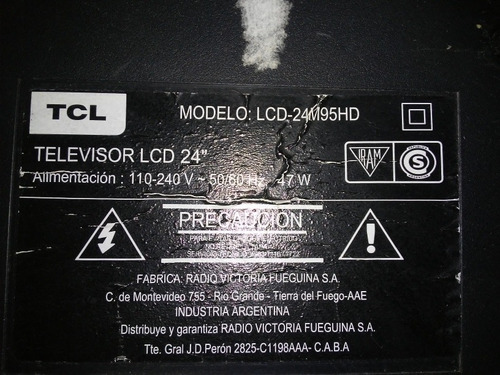 TCL
MODELO: LCD-24M95HD
TELEVISOR LCD 24"
Alimentación : 110-240 V ~ 50/60 Hz 47 W
IRAM
S
PRECAUCION
FABRICA: RADIO VICTORIA FUEGUINA S.A.
C. de Montevideo 755 - Rio Grande - Tierra del Fuego-AAE
INDUSTRIA ARGENTINA
Distribuye y garantiza RADIO VICTORIA FUEGUINA S.A.
Tte. Gral J.D.Perón 2825-C1198AAA- C.A.B.A